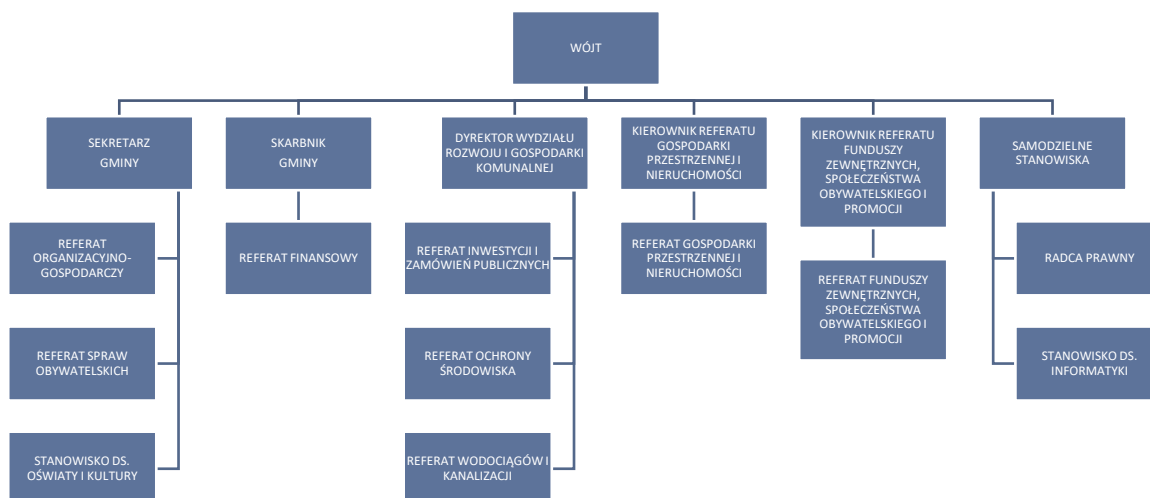 WÓJT
SEKRETARZ
GMINY
SKARBNIK
GMINY
DYREKTOR WYDZIAŁU
ROZWOJU I GOSPODARKI
KOMUNALNEJ
KIEROWNIK REFERATU
GOSPODARKI
PRZESTRZENNEJ I
NIERUCHOMOŚCI
KIEROWNIK REFERATU
FUNDUSZY
ZEWNĘTRZNYCH,
SPOŁECZEŃSTWA
OBYWATELSKIEGO I
PROMOCJI
SAMODZIELNE
STANOWISKA
REFERAT
ORGANIZACYJNO-
GOSPODARCZY
REFERAT FINANSOWY
REFERAT INWESTYCJI I
ZAMÓWIEŃ PUBLICZNYCH
REFERAT GOSPODARKI
PRZESTRZENNEJ I
NIERUCHOMOŚCI
REFERAT FUNDUSZY
ZEWNĘTRZNYCH,
SPOŁECZEŃSTWA
OBYWATELSKIEGO I
PROMOCJI
RADCA PRAWNY
REFERAT SPRAW
OBYWATELSKICH
REFERAT OCHRONY
ŚRODOWISKA
STANOWISKO DS.
INFORMATYKI
STANOWISKO DS.
OŚWIATY I KULTURY
REFERAT WODOCIĄGÓW I
KANALIZACJI